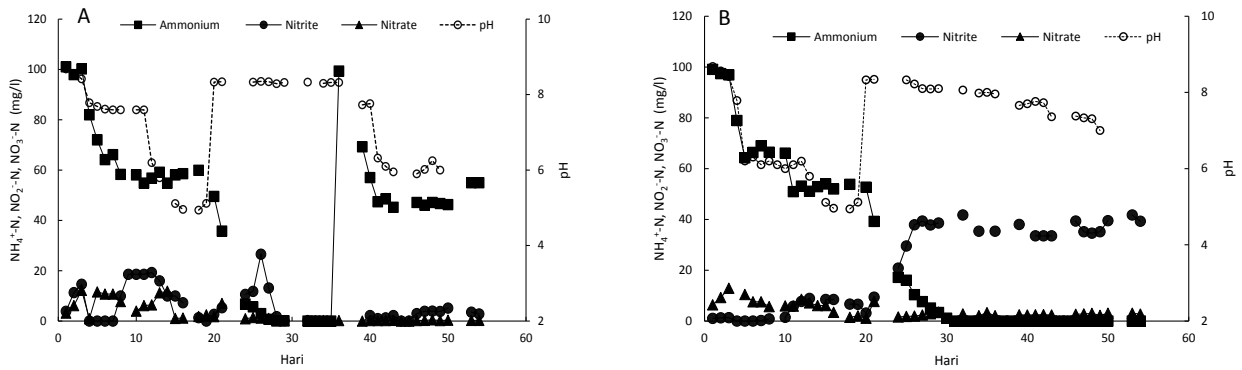 A
Ammonium Nitrite Nitrate pH
NH₄⁺-N, NO₂⁻-N, NO₃⁻-N (mg/l)
120
100
80
60
40
20
0
10
8
6
4
2
pH
0 10 20 30 40 50 60
Hari
B
Ammonium Nitrite Nitrate pH
NH₄⁺-N, NO₂⁻-N, NO₃⁻-N (mg/l)
120
100
80
60
40
20
0
10
8
6
4
2
pH
0 10 20 30 40 50 60
Hari